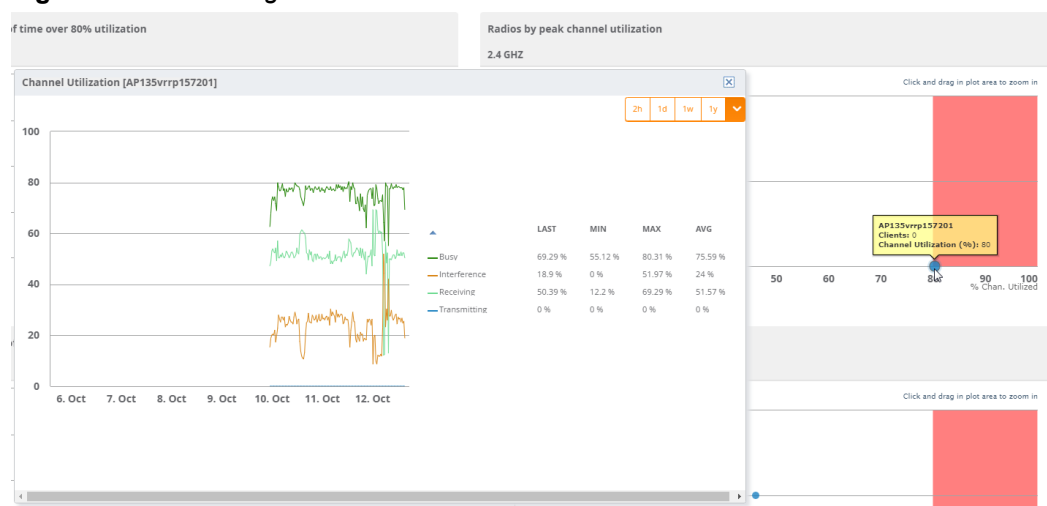 f time over 80% utilization
Radios by peak channel utilization
2.4 GHZ
Channel Utilization [AP135vrrp157201]
Click and drag in plot area to zoom in
2h 1d 1w 1y
100
80
60
40
20
0
6. Oct 7. Oct 8. Oct 9. Oct 10. Oct 11. Oct 12. Oct
LAST MIN MAX AVG
Busy 69.29 % 55.12 % 80.31 % 75.59 %
Interference 18.9 % 0 % 51.97 % 24 %
Receiving 50.39 % 12.2 % 69.29 % 51.57 %
Transmitting 0 % 0 % 0 % 0 %
AP135vrrp157201
Clients: 0
Channel Utilization (%): 80
50 60 70 80 90 100
% Chan. Utilized
Click and drag in plot area to zoom in